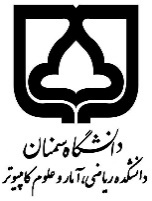 دانشگاه سمنان
دانشکده ریاضی، آمار و علوم کامپیوتر